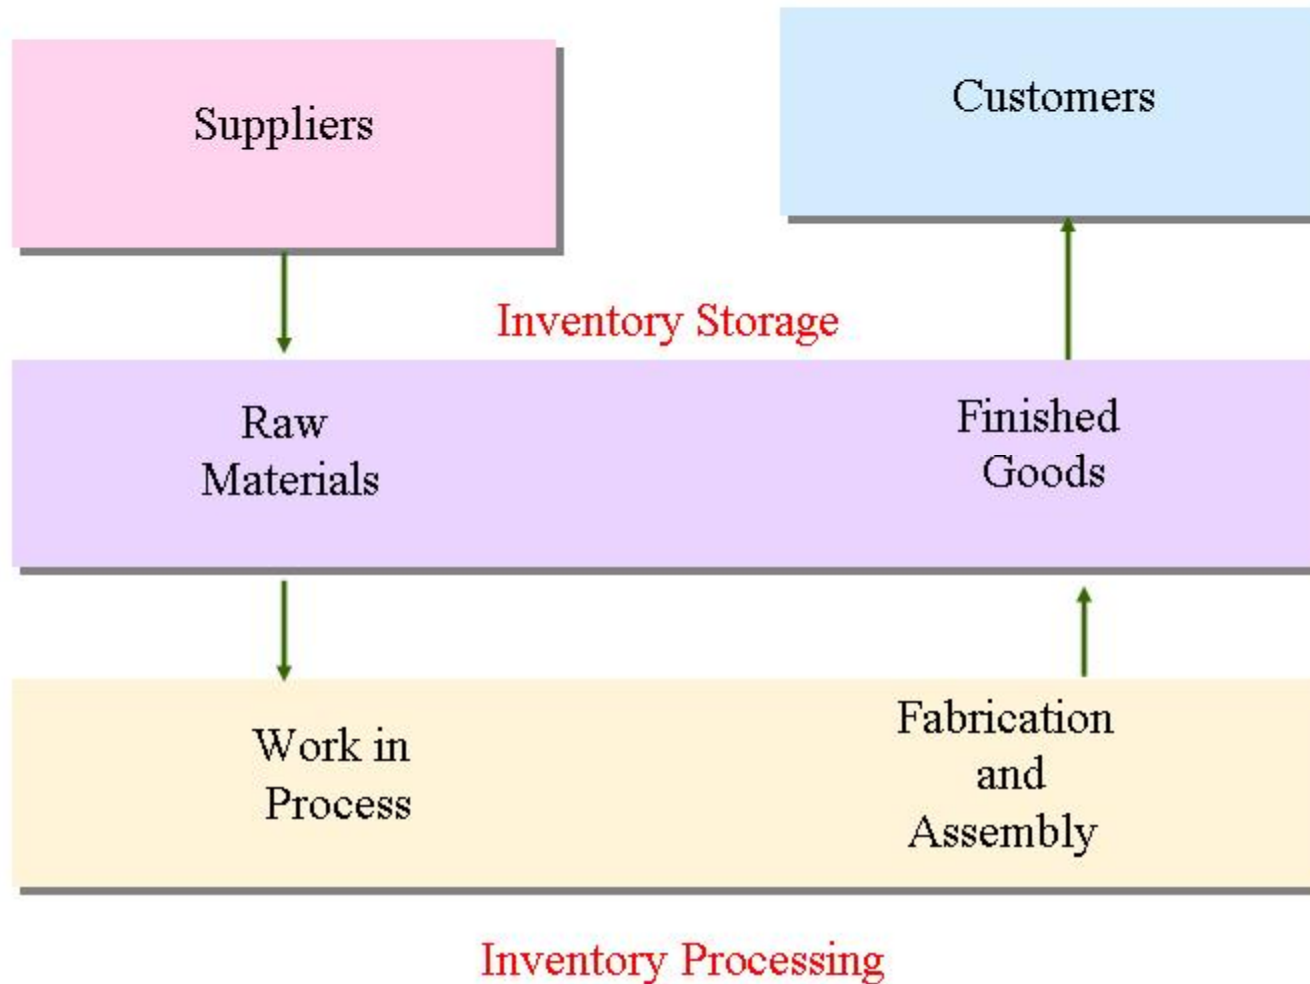 Suppliers
Customers
Inventory Storage
Raw
Materials
Finished
Goods
Work in
Process
Fabrication
and
Assembly
Inventory Processing